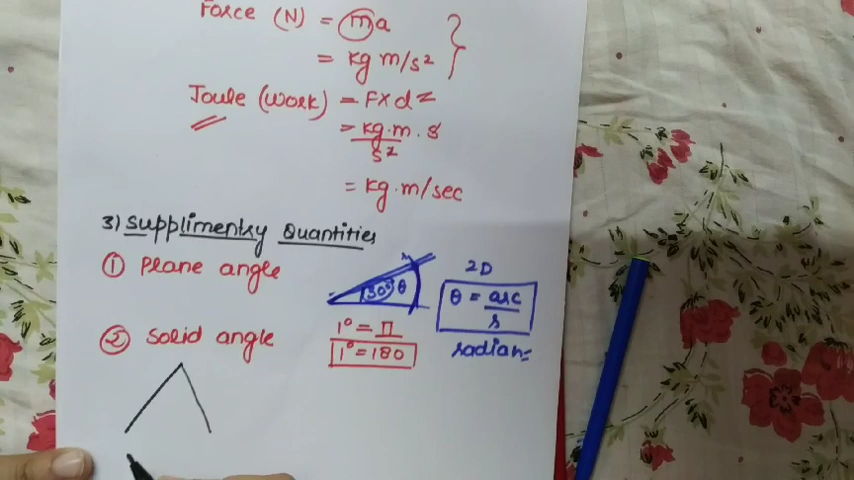 Force (N) = ma
= kg m/s²
Joule (work) = F×d
= kg.m.s
s²
= kg.m/sec
3) Supplimentry Quantities
① Plane angle
30° θ
2D
θ = arc
r
② Solid angle
1° = π
1° = 180
radian